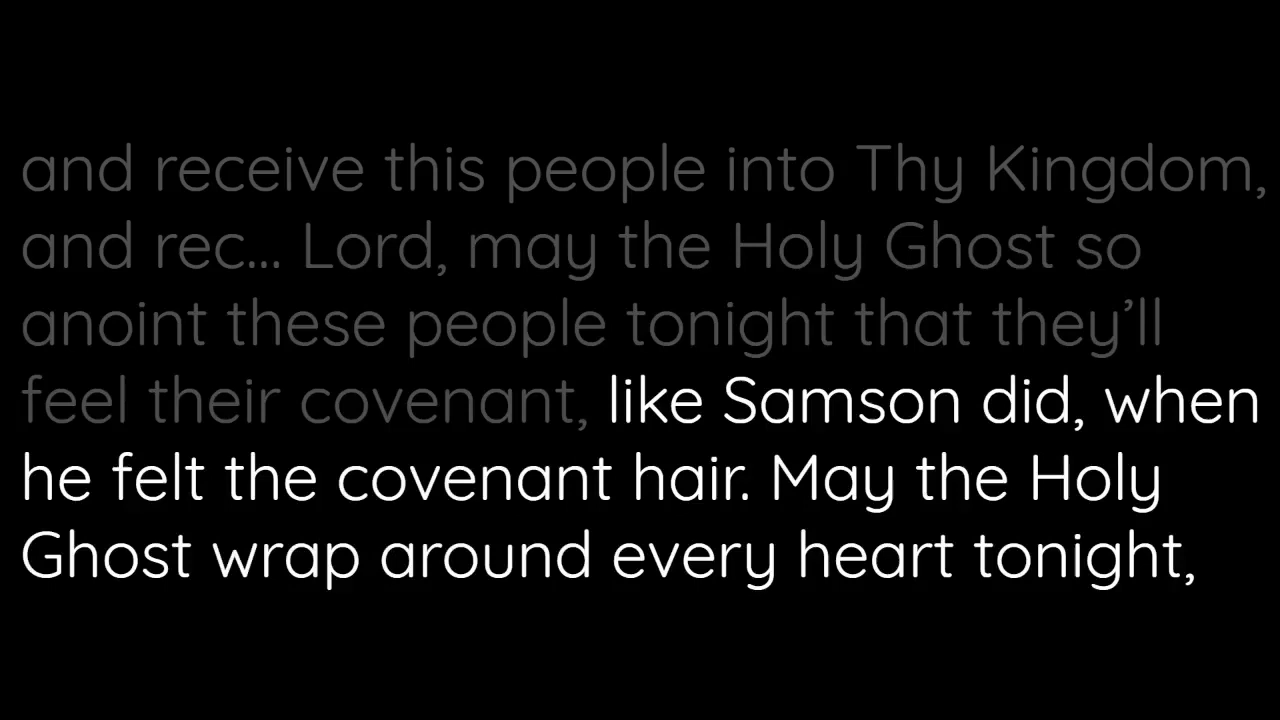 and receive this people into Thy Kingdom,
and rec... Lord, may the Holy Ghost so
anoint these people tonight that they’ll
feel their covenant, like Samson did, when
he felt the covenant hair. May the Holy
Ghost wrap around every heart tonight,